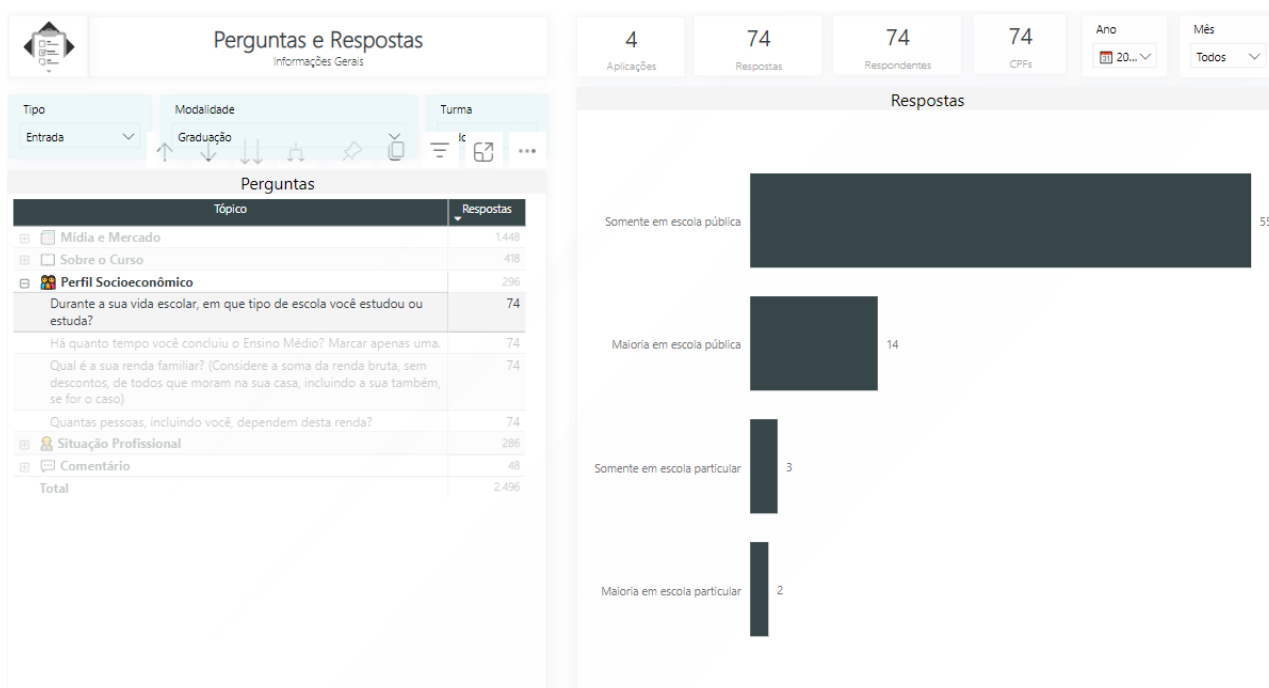 Perguntas e Respostas
Informações Gerais
4
Aplicações
74
Respostas
74
Respondentes
74
CPFs
Ano
20...
Mês
Todos
Tipo
Entrada
Modalidade
Graduação
Turma
Perguntas
Tópico Respostas
Mídia e Mercado 1.448
Sobre o Curso 418
Perfil Socioeconômico 296
Durante a sua vida escolar, em que tipo de escola você estudou ou 74
estuda?
Há quanto tempo você concluiu o Ensino Médio? Marcar apenas uma. 74
Qual é a sua renda familiar? (Considere a soma da renda bruta, sem 74
descontos, de todos que moram na sua casa, incluindo a sua também,
se for o caso)
Quantas pessoas, incluindo você, dependem desta renda? 74
Situação Profissional 286
Comentário 48
Total 2.496
Respostas
Somente em escola pública 55
Maioria em escola pública 14
Somente em escola particular 3
Maioria em escola particular 2